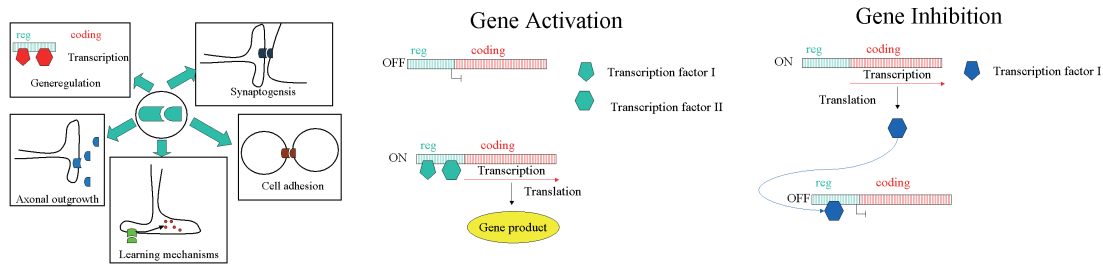 reg
coding
Transcription
Generegulation
Synaptogensis
Axonal outgrowth
Cell adhesion
Learning mechanisms
Gene Activation
reg
coding
OFF
Transcription factor I
Transcription factor II
reg
coding
ON
Transcription
Translation
Gene product
Gene Inhibition
reg
coding
ON
Transcription
Transcription factor I
Translation
reg
coding
OFF